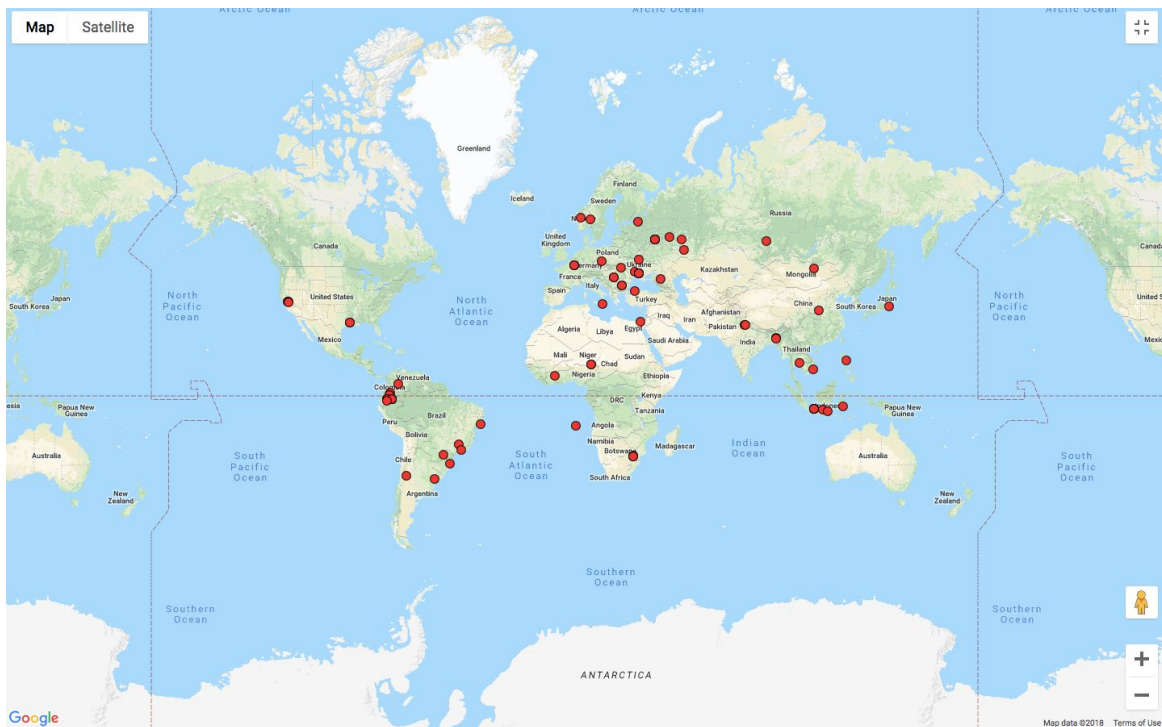 Arctic Ocean
Arctic Ocean
Arctic Ocean
Map
Satellite
Greenland
Iceland
Finland
Sweden
Russia
Canada
United
Kingdom
Poland
Germany
Ukraine
Kazakhstan
Mongolia
France
Italy
Spain
Turkey
South Korea
Japan
North
Pacific
Ocean
United States
North
Atlantic
Ocean
Afghanistan
Pakistan
Iraq
Iran
China
Japan
South Korea
North
Pacific
Ocean
United States
Mexico
Algeria
Libya
Egypt
Saudi Arabia
India
Thailand
Mali
Niger
Chad
Sudan
Nigeria
Ethiopia
Venezuela
Colombia
DRC
Kenya
Tanzania
Papua New
Guinea
Brazil
Peru
Bolivia
Angola
Namibia
Botswana
Madagascar
Indian
Ocean
Papua New
Guinea
Australia
South
Pacific
Ocean
Chile
Argentina
South
Atlantic
Ocean
South Africa
Australia
South
Pacific
Ocean
New
Zealand
New
Zealand
Southern
Ocean
Southern
Ocean
Southern
Ocean
ANTARCTICA
Google
Map data ©2018
Terms of Use